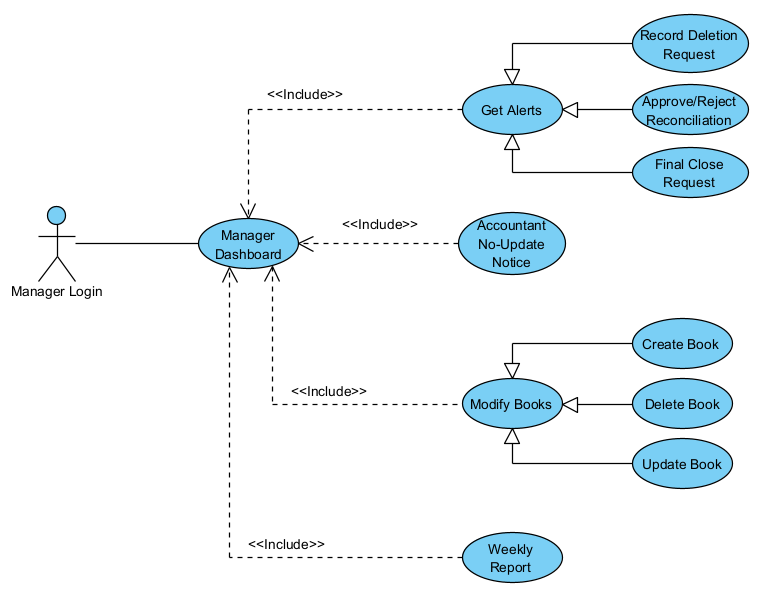 Record Deletion
Request
<<Include>>
Get Alerts
Approve/Reject
Reconciliation
Final Close
Request
Manager Login
Manager
Dashboard
<<Include>>
Accountant
No-Update
Notice
Create Book
<<Include>>
Modify Books
Delete Book
Update Book
<<Include>>
Weekly
Report